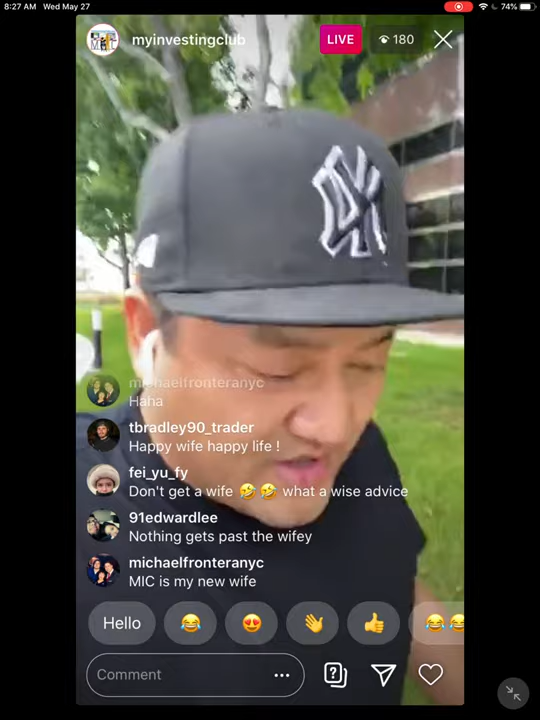 8:27 AM Wed May 27
74%
myinvestingclub
LIVE
180
NY
michaelfronteranyc
Haha
tbradley90_trader
Happy wife happy life !
fei_yu_fy
Don't get a wife 🤣 🤣 what a wise advice
91edwardlee
Nothing gets past the wifey
michaelfronteranyc
MIC is my new wife
Hello 😂 😍 👋 👍 😂😂
Comment